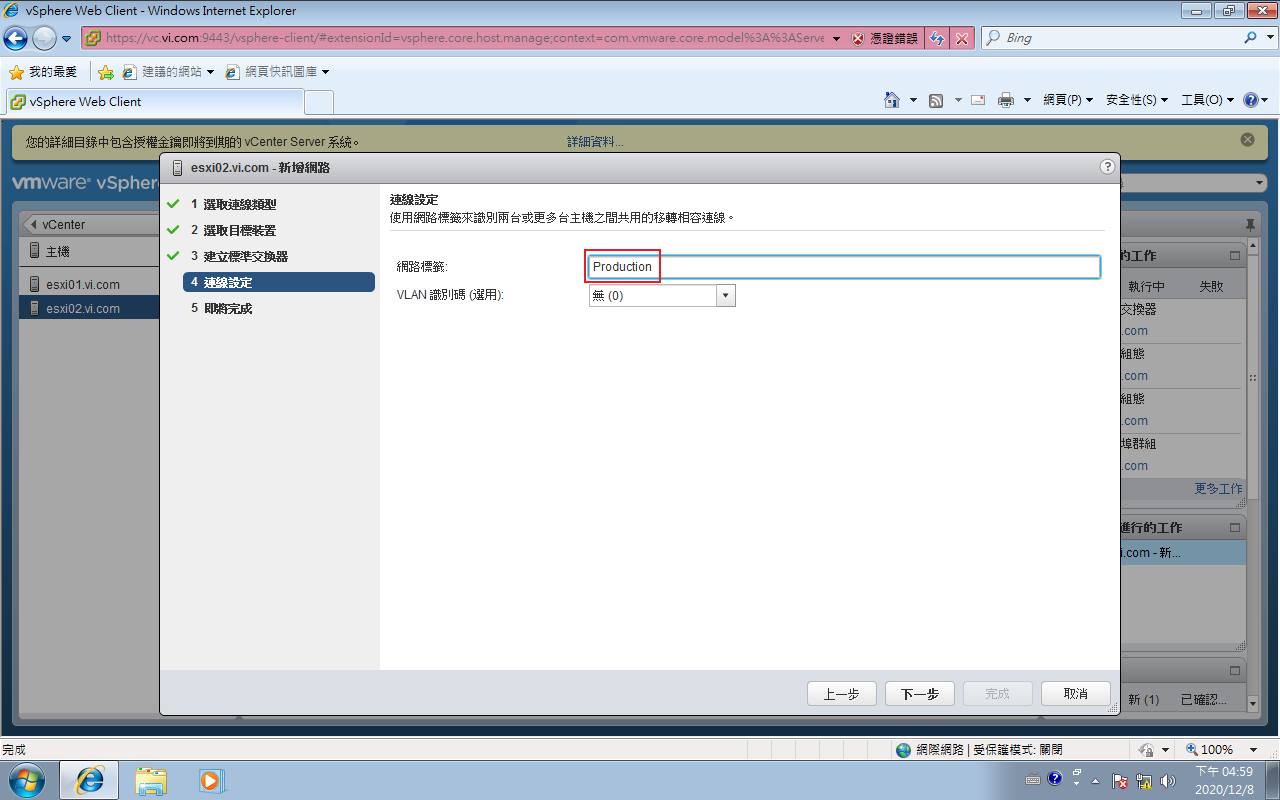 vSphere Web Client - Windows Internet Explorer
https://vc.vi.com:9443/vsphere-client/#extensionId=vsphere.core.host.manage;context=com.vmware.core.model%3A%3AServe
憑證錯誤
Bing
我的最愛
建議的網站
網頁快訊圖庫
vSphere Web Client
網頁(P)
安全性(S)
工具(O)
您的詳細目錄中包含授權金鑰即將到期的 vCenter Server 系統。
詳細資料...
vmware® vSpher
esxi02.vi.com - 新增網路
vCenter
主機
esxi01.vi.com
esxi02.vi.com
1 選取連線類型
2 選取目標裝置
3 建立標準交換器
4 連線設定
5 即將完成
連線設定
使用網路標籤來識別兩台或更多台主機之間共用的移轉相容連線。
網路標籤:
Production
VLAN 識別碼 (選用):
無 (0)
的工作
執行中
失敗
交換器
.com
組態
.com
組態
.com
埠群組
.com
更多工作
進行的工作
i.com - 新...
新 (1)
已確認...
上一步
下一步
完成
取消
完成
網際網路 | 受保護模式: 關閉
100%
下午 04:59
2020/12/8